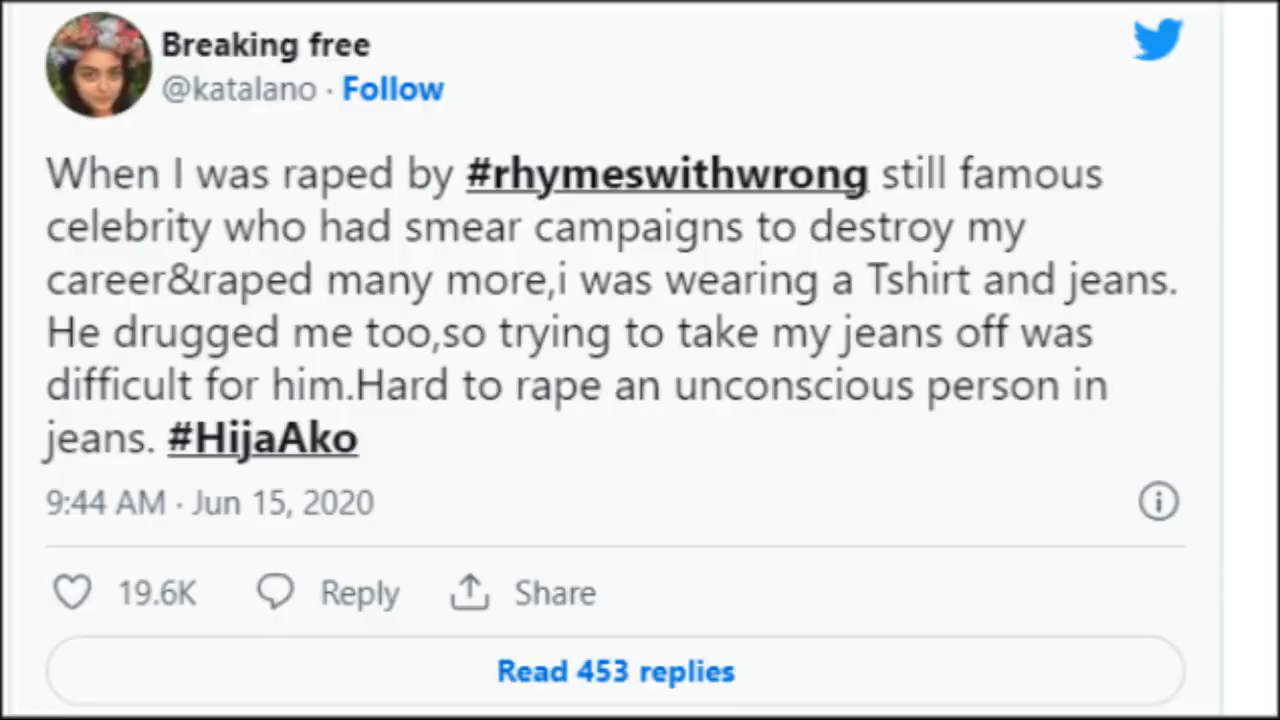 Breaking free
@katalano · Follow
When I was raped by #rhymeswithwrong still famous
celebrity who had smear campaigns to destroy my
career&raped many more,i was wearing a Tshirt and jeans.
He drugged me too,so trying to take my jeans off was
difficult for him.Hard to rape an unconscious person in
jeans. #HijaAko
9:44 AM · Jun 15, 2020
19.6K Reply Share
Read 453 replies